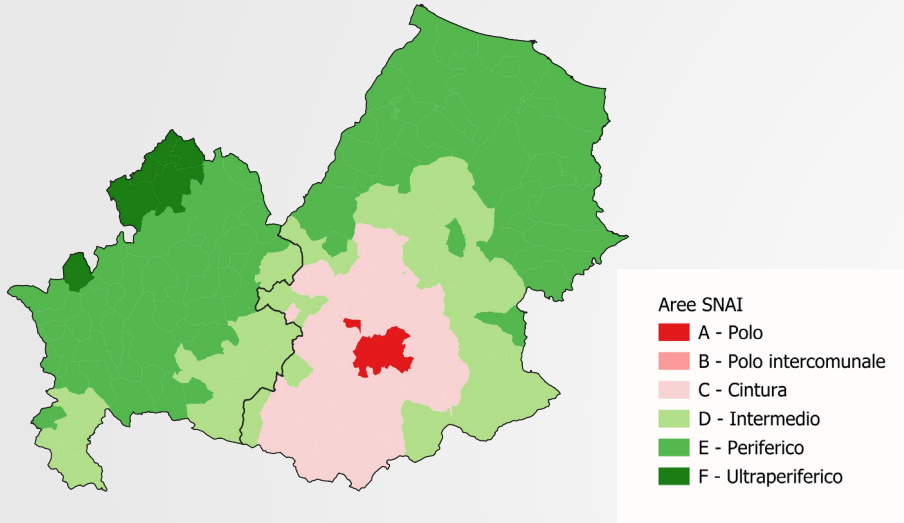 Aree SNAI
A - Polo
B - Polo intercomunale
C - Cintura
D - Intermedio
E - Periferico
F - Ultraperiferico